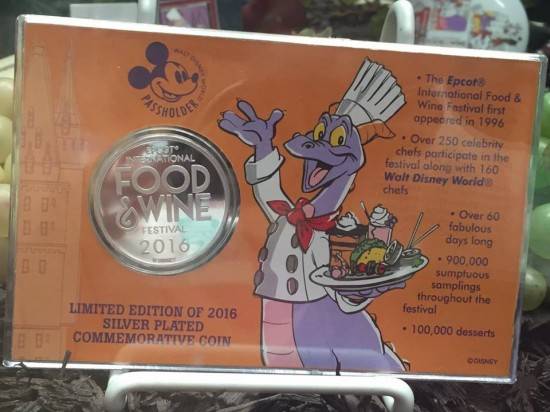 WALT DISNEY WORLD
PASSHOLDER
EPCOT®
INTERNATIONAL
FOOD
& WINE
FESTIVAL
2016
© DISNEY
LIMITED EDITION OF 2016
SILVER PLATED
COMMEMORATIVE COIN
• The Epcot®
International Food &
Wine Festival first
appeared in 1996
• Over 250 celebrity
chefs participate in the
festival along with 160
Walt Disney World®
chefs
• Over 60
fabulous
days long
• 900,000
sumptuous
samplings
throughout the
festival
• 100,000 desserts
©DISNEY